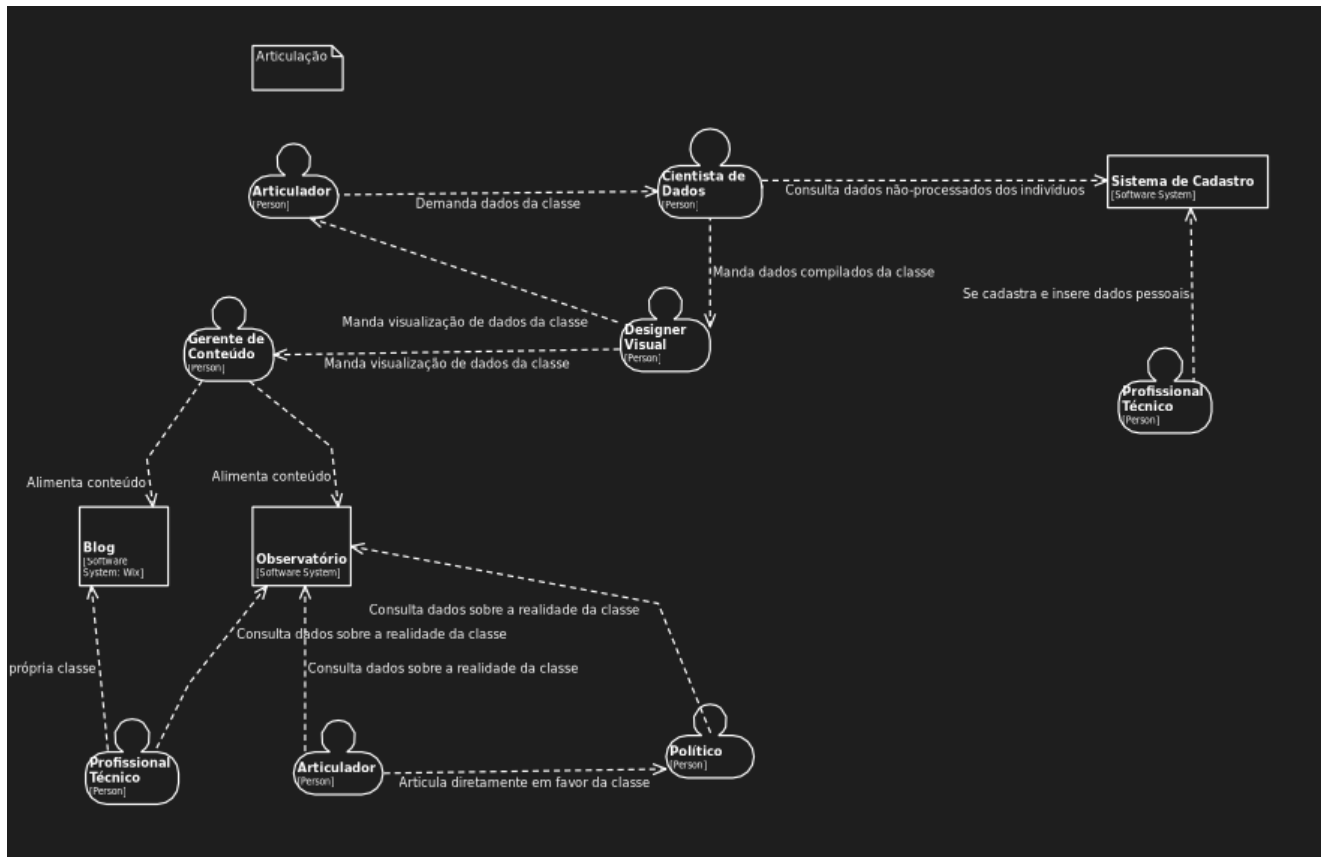 Articulação
Articulador
[Person]
Demanda dados da classe
Cientista de
Dados
[Person]
Consulta dados não-processados dos indivíduos
Sistema de Cadastro
[Software System]
Manda dados compilados da classe
Se cadastra e insere dados pessoais
Manda visualização de dados da classe
Designer
Visual
[Person]
Gerente de
Conteúdo
[Person]
Manda visualização de dados da classe
Profissional
Técnico
[Person]
Alimenta conteúdo
Alimenta conteúdo
Blog
[Software
System: Wix]
Observatório
[Software System]
Consulta dados sobre a realidade da classe
Consulta dados sobre a realidade da classe
própria classe
Consulta dados sobre a realidade da classe
Profissional
Técnico
[Person]
Articulador
[Person]
Articula diretamente em favor da classe
Político
[Person]